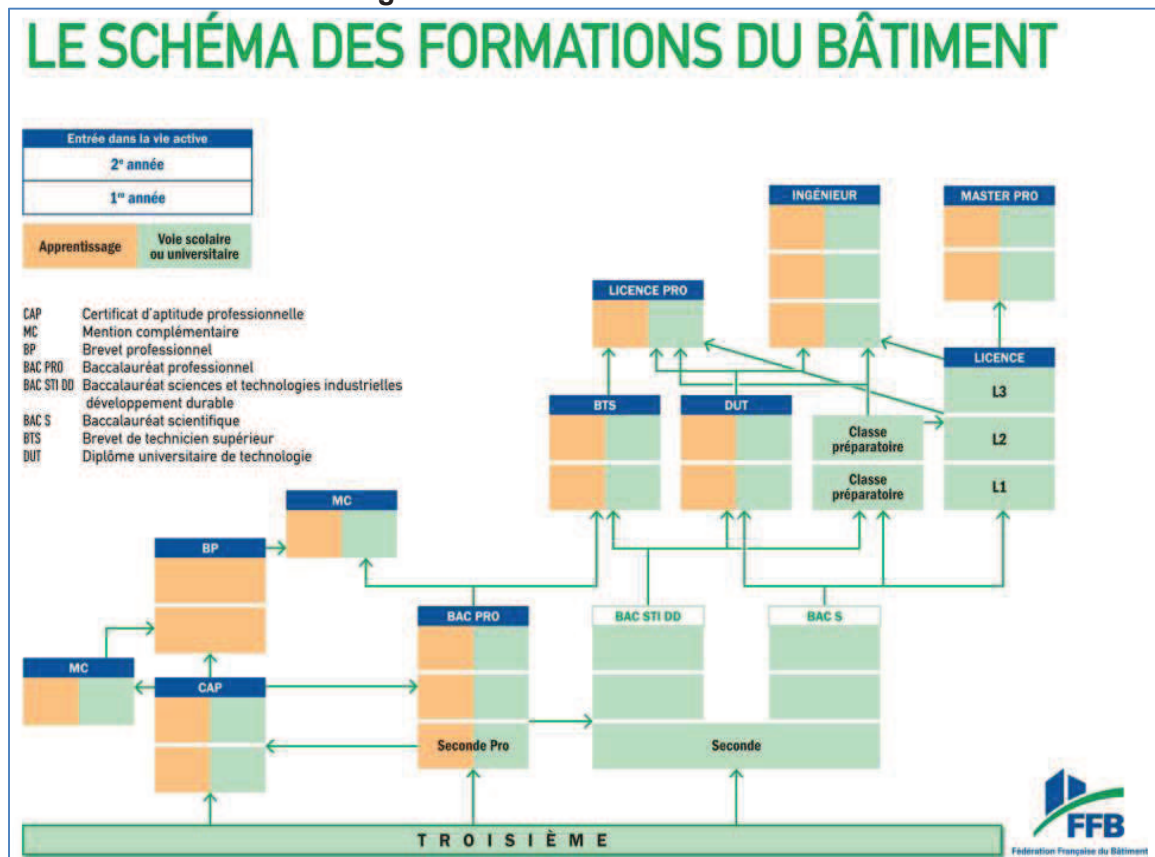 LE SCHÉMA DES FORMATIONS DU BÂTIMENT
Entrée dans la vie active
2e année
1re année
Apprentissage
Voie scolaire
ou universitaire
CAP Certificat d'aptitude professionnelle
MC Mention complémentaire
BP Brevet professionnel
BAC PRO Baccalauréat professionnel
BAC STI DD Baccalauréat sciences et technologies industrielles
développement durable
BAC S Baccalauréat scientifique
BTS Brevet de technicien supérieur
DUT Diplôme universitaire de technologie
INGÉNIEUR
MASTER PRO
LICENCE PRO
LICENCE
L3
BTS
DUT
Classe
préparatoire
L2
Classe
préparatoire
L1
MC
BP
BAC PRO
BAC STI DD
BAC S
MC
CAP
Seconde Pro
Seconde
TROISIÈME
FFB
Fédération Française du Bâtiment